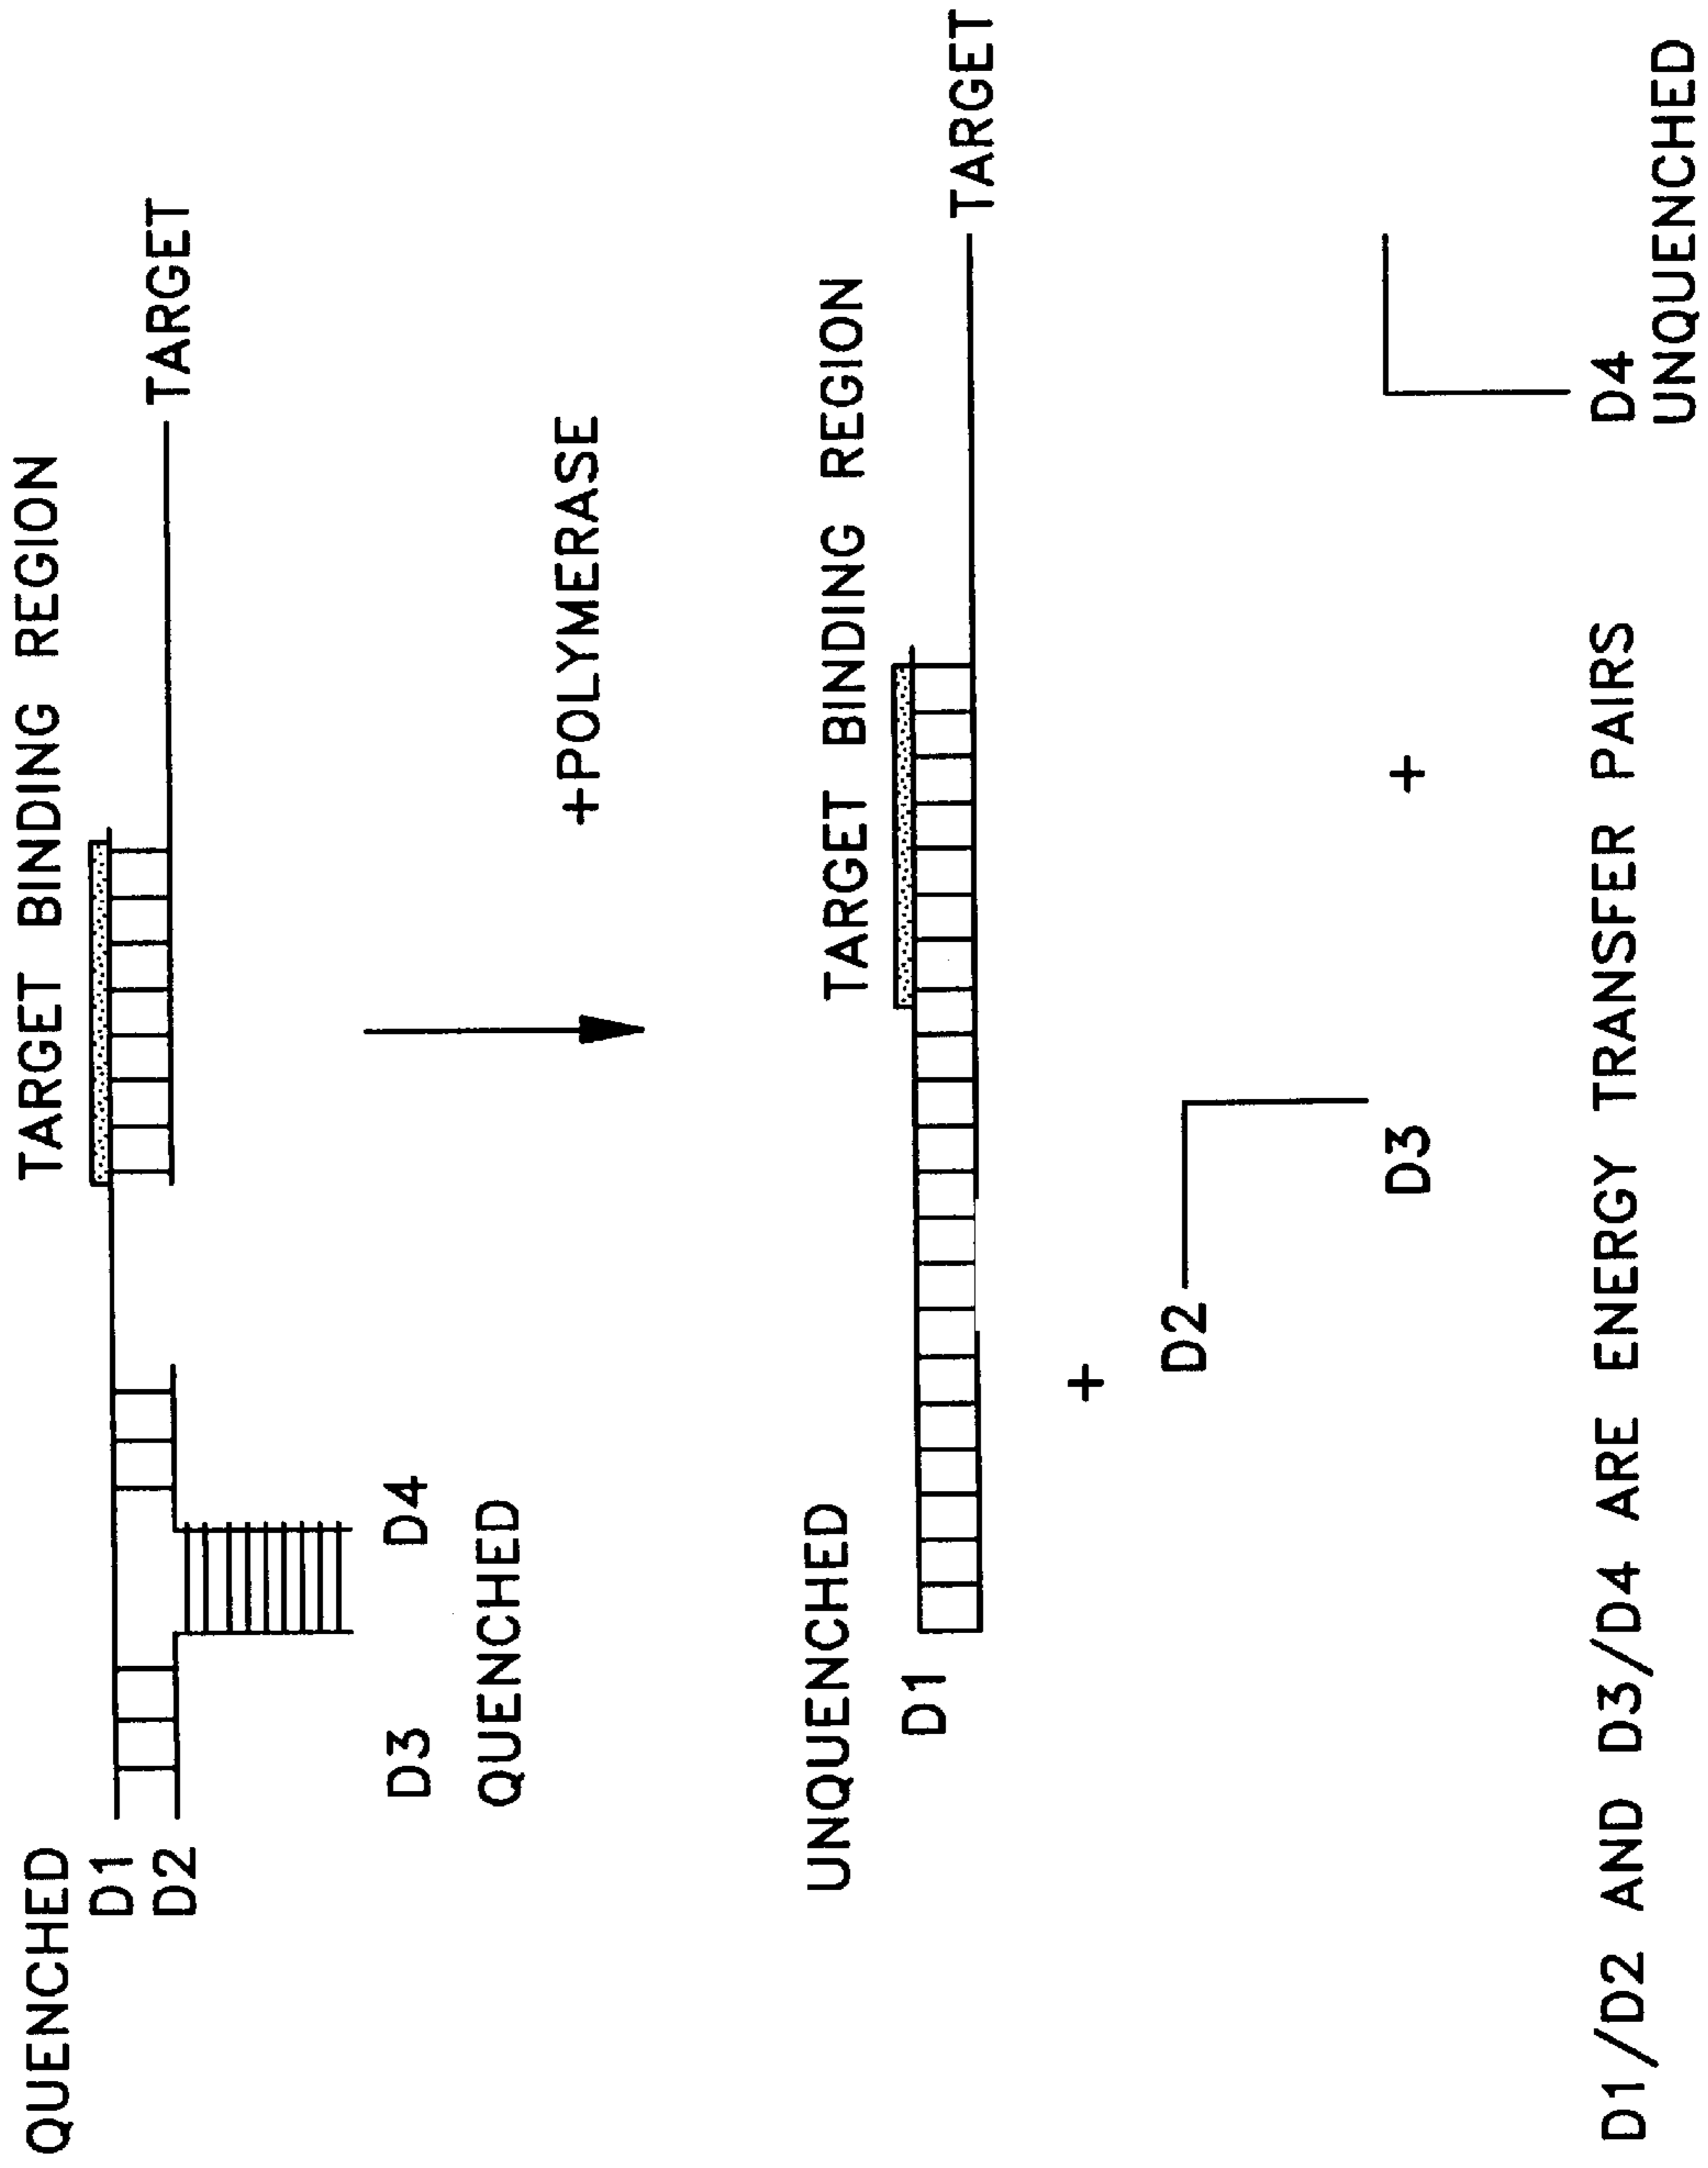 QUENCHED
TARGET BINDING REGION
D1
D2
TARGET
D3
D4
QUENCHED
+POLYMERASE
UNQUENCHED
TARGET BINDING REGION
D1
TARGET
+
D2
D3
+
D4
UNQUENCHED
D1/D2 AND D3/D4 ARE ENERGY TRANSFER PAIRS